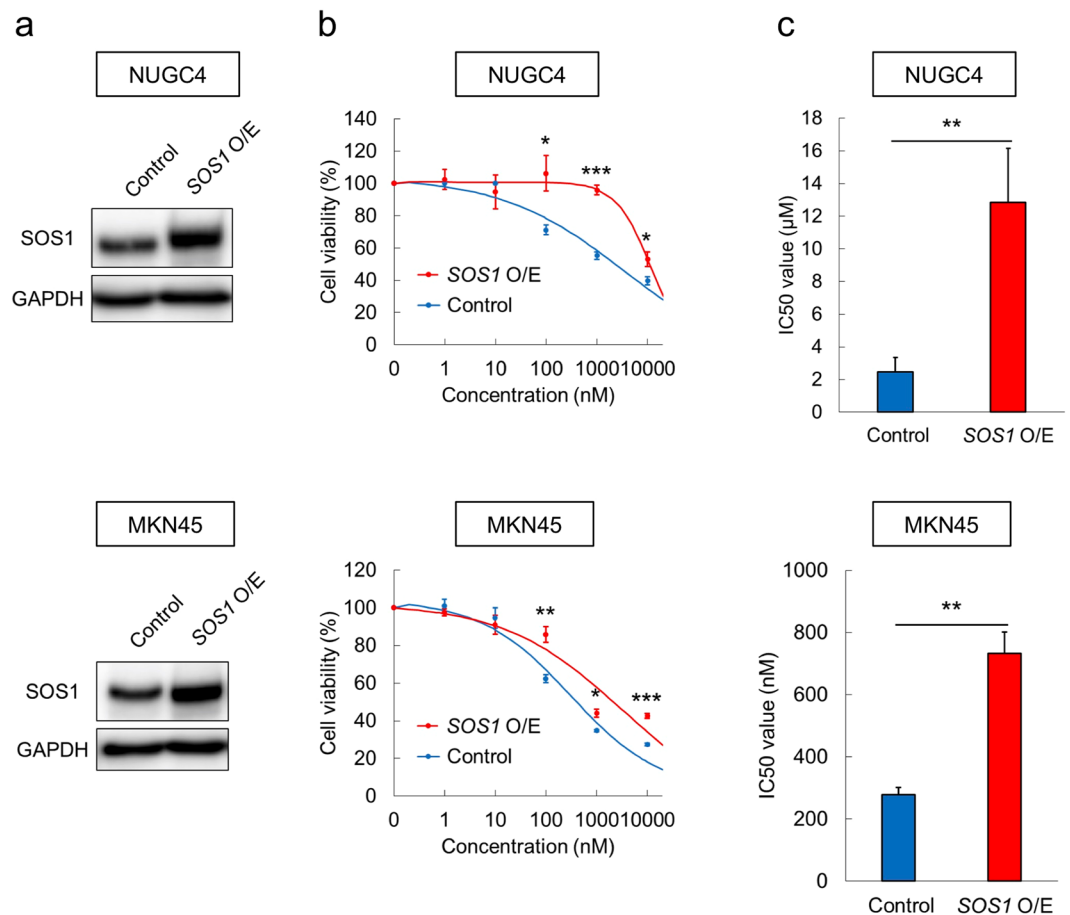 a
NUGC4
Control
SOS1 O/E
SOS1
GAPDH
MKN45
Control
SOS1 O/E
SOS1
GAPDH
b
NUGC4
Cell viability (%)
140
120
100
80
60
40
20
0
*
***
*
SOS1 O/E
Control
0 1 10 100 1000 10000
Concentration (nM)
MKN45
Cell viability (%)
120
100
80
60
40
20
0
**
*
***
SOS1 O/E
Control
0 1 10 100 1000 10000
Concentration (nM)
c
NUGC4
IC50 value (μM)
18
16
14
12
10
8
6
4
2
0
**
Control SOS1 O/E
MKN45
IC50 value (nM)
1000
800
600
400
200
0
**
Control SOS1 O/E